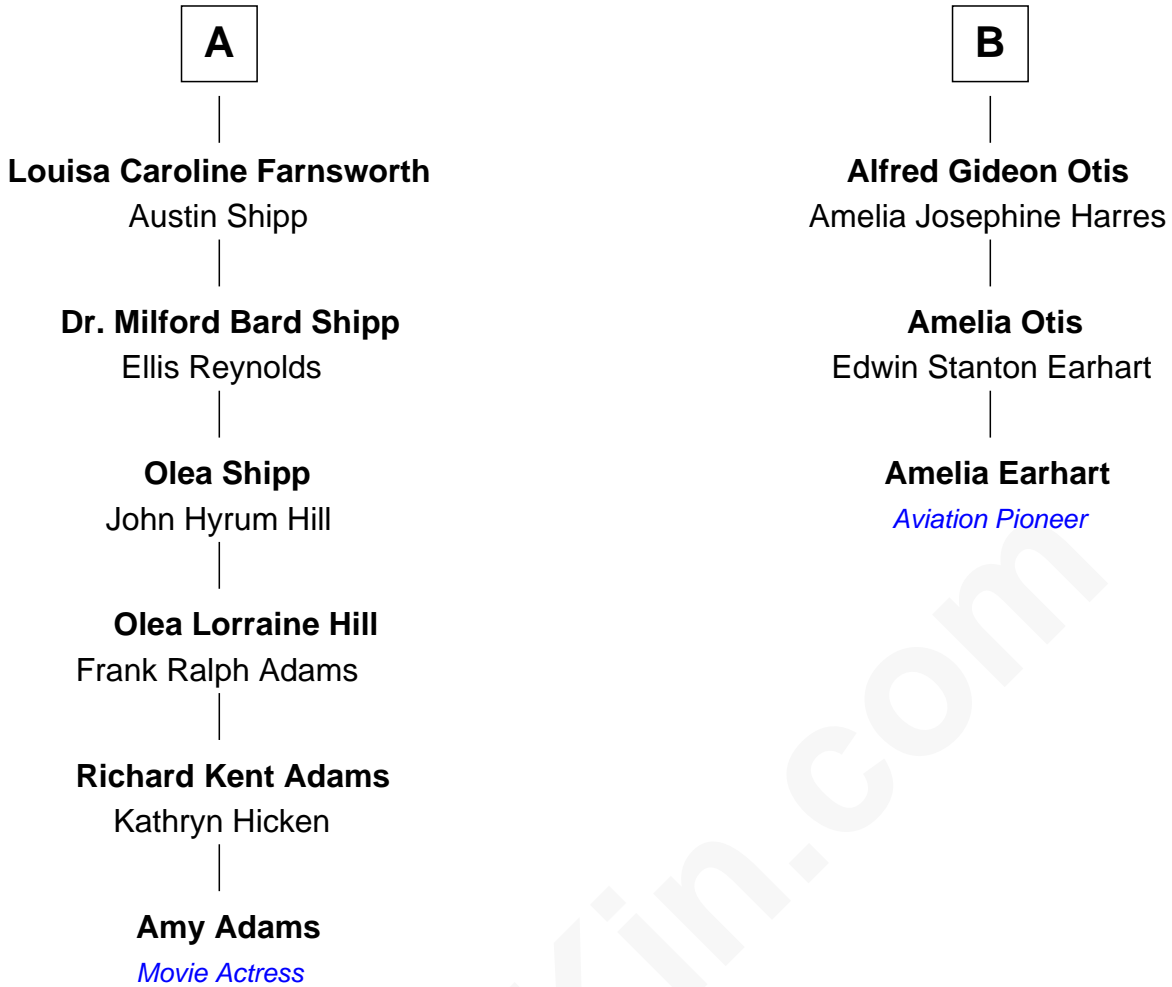 A
Louisa Caroline Farnsworth
Austin Shipp
Dr. Milford Bard Shipp
Ellis Reynolds
Olea Shipp
John Hyrum Hill
Olea Lorraine Hill
Frank Ralph Adams
Richard Kent Adams
Kathryn Hicken
Amy Adams
Movie Actress
B
Alfred Gideon Otis
Amelia Josephine Harres
Amelia Otis
Edwin Stanton Earhart
Amelia Earhart
Aviation Pioneer
Kin.com